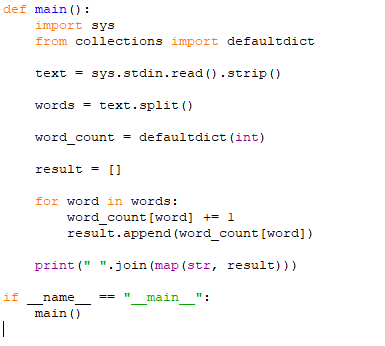 def main():
    import sys
    from collections import defaultdict
    text = sys.stdin.read().strip()
    words = text.split()
    word_count = defaultdict(int)
    result = []
    for word in words:
        word_count[word] += 1
        result.append(word_count[word])
    print(" ".join(map(str, result)))
if __name__ == "__main__":
    main()